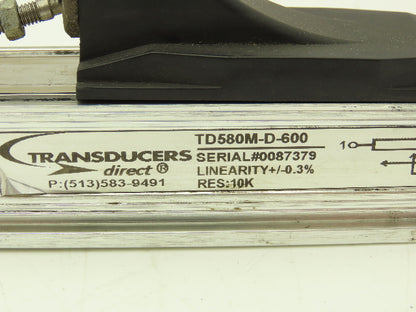 TRANSDUCERS
direct®
P:(513)583-9491
TD580M-D-600
SERIAL#0087379
LINEARITY+/-0.3%
RES:10K
1